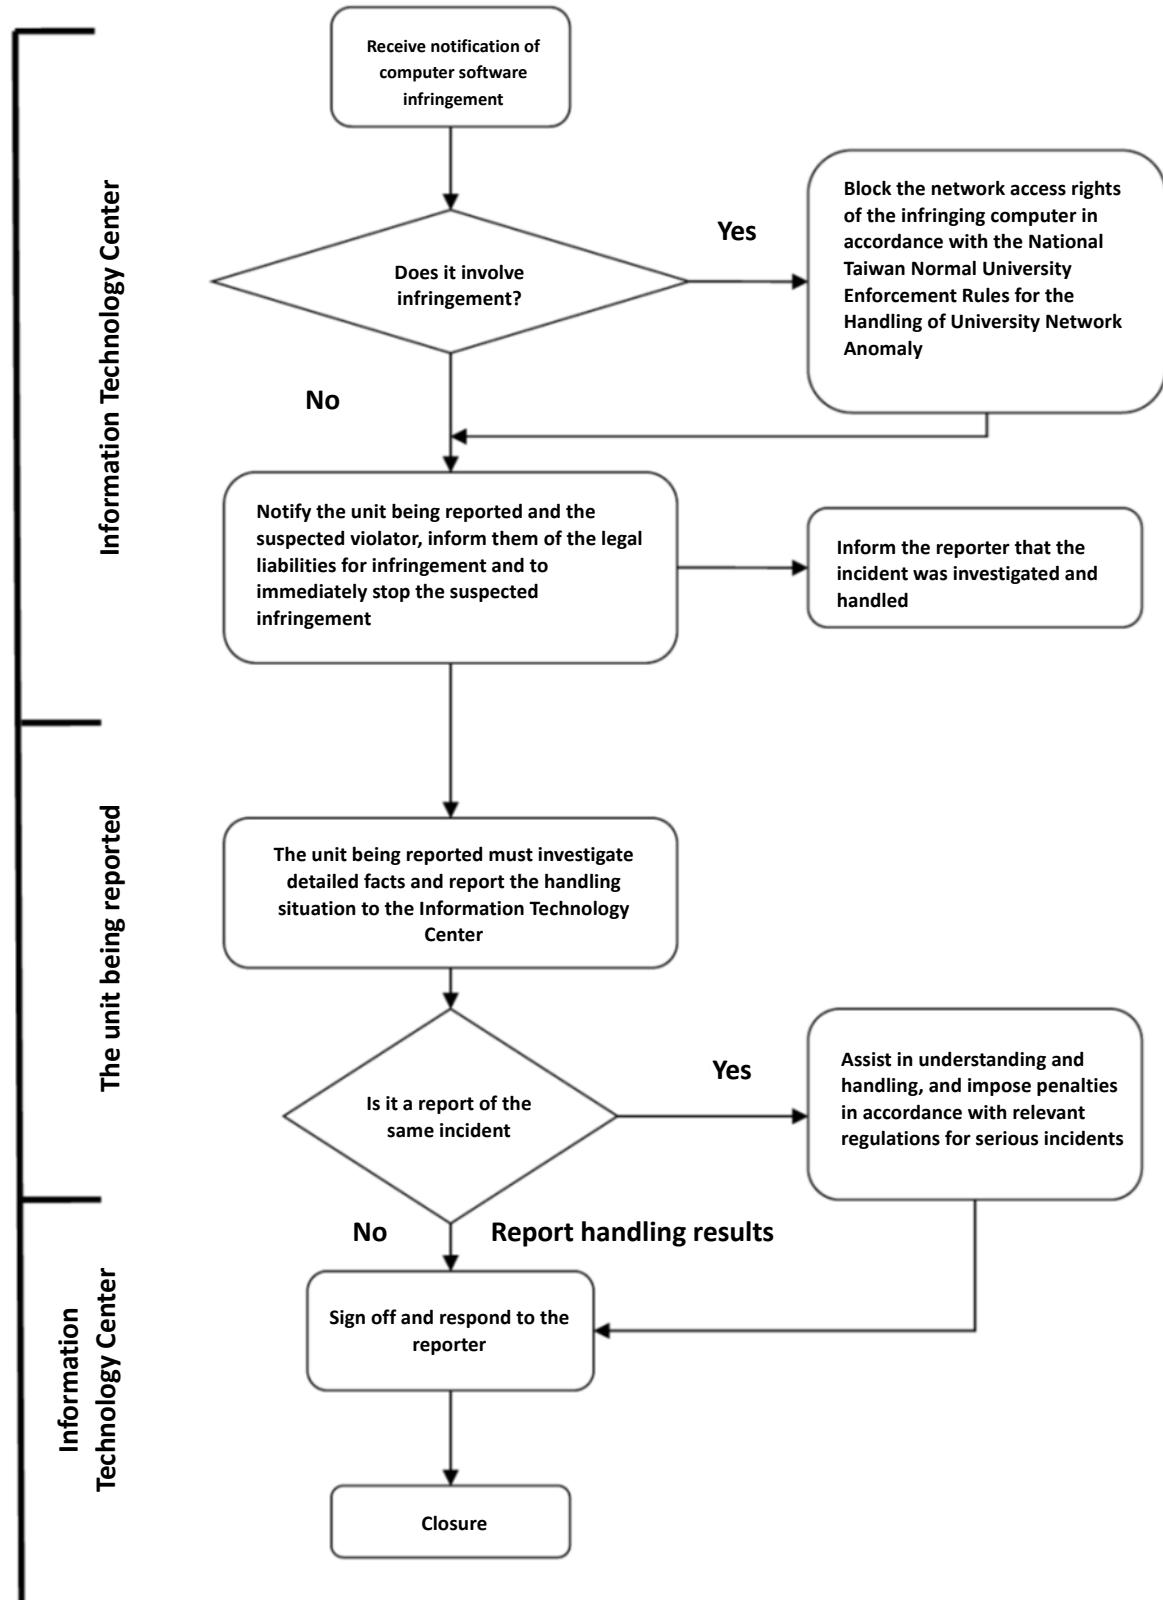 Receive notification of
computer software
infringement
Information Technology Center
Does it involve
infringement?
Yes
Block the network access rights
of the infringing computer in
accordance with the National
Taiwan Normal University
Enforcement Rules for the
Handling of University Network
Anomaly
No
Notify the unit being reported and the
suspected violator, inform them of the legal
liabilities for infringement and to
immediately stop the suspected
infringement
Inform the reporter that the
incident was investigated and
handled
The unit being reported
The unit being reported must investigate
detailed facts and report the handling
situation to the Information Technology
Center
Is it a report of the
same incident
Yes
Assist in understanding and
handling, and impose penalties
in accordance with relevant
regulations for serious incidents
No
Report handling results
Information
Technology Center
Sign off and respond to the
reporter
Closure